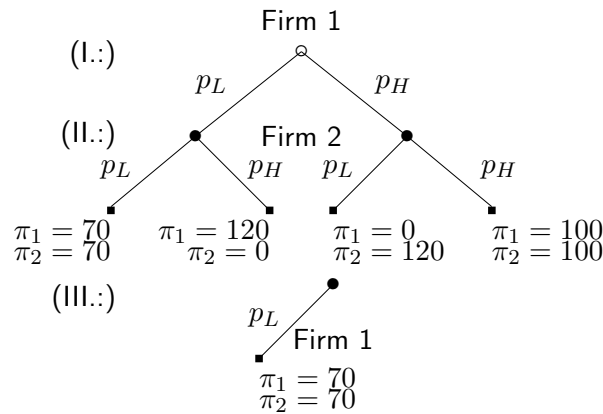 Firm 1
(I.:)
p_L p_H
(II.:) Firm 2
p_L p_H p_L p_H
π_1 = 70 π_1 = 120 π_1 = 0 π_1 = 100
π_2 = 70 π_2 = 0 π_2 = 120 π_2 = 100
(III.:)
p_L
Firm 1
π_1 = 70
π_2 = 70